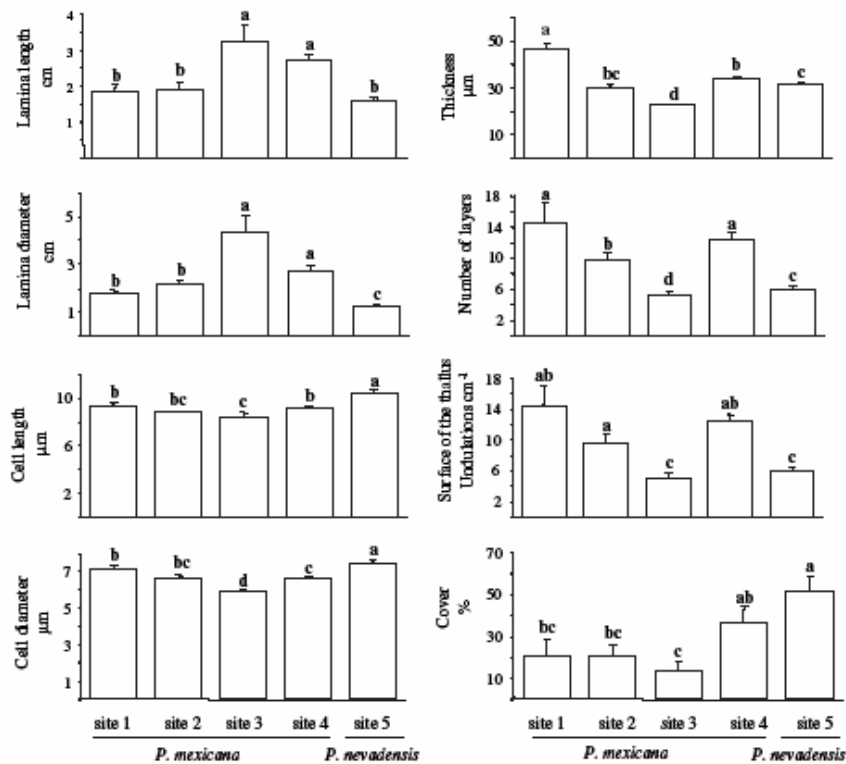 Lamina length
cm
4
3
2
1
b
b
a
a
b
Thickness
µm
50
30
10
a
bc
d
b
c
Lamina diameter
cm
5
3
1
b
b
a
a
c
Number of layers
18
14
10
6
2
a
b
d
a
c
Cell length
µm
10
6
2
b
bc
c
b
a
Surface of the thallus
Undulations cm⁻¹
18
14
10
6
2
ab
a
c
ab
c
Cell diameter
µm
7
5
3
1
b
bc
d
c
a
Cover
%
70
50
30
10
bc
bc
c
ab
a
site 1 site 2 site 3 site 4 site 5
P. mexicana P. nevadensis
site 1 site 2 site 3 site 4 site 5
P. mexicana P. nevadensis